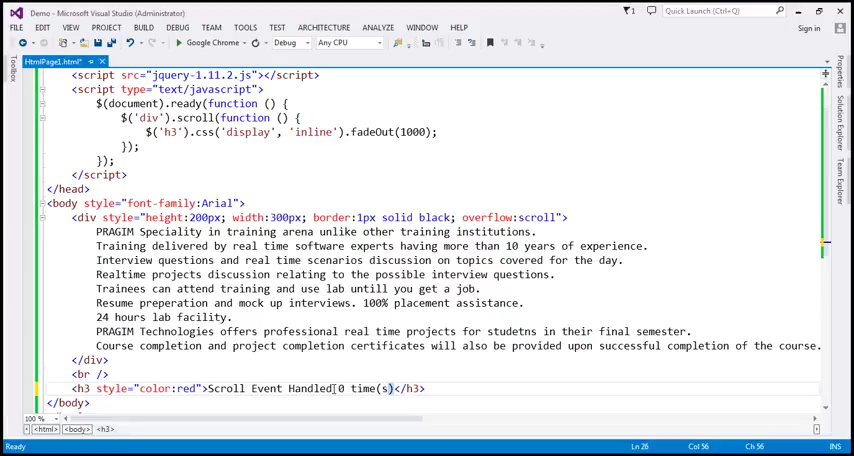 Demo - Microsoft Visual Studio (Administrator)
1
Quick Launch (Ctrl+Q)
FILE EDIT VIEW PROJECT BUILD DEBUG TEAM TOOLS TEST ARCHITECTURE ANALYZE WINDOW HELP
Sign in
Google Chrome Debug Any CPU
HtmlPage1.html*
Toolbox
Properties
Solution Explorer
Team Explorer
<script src="jquery-1.11.2.js"></script>
<script type="text/javascript">
$(document).ready(function () {
$('div').scroll(function () {
$('h3').css('display', 'inline').fadeOut(1000);
});
});
</script>
</head>
<body style="font-family:Arial">
<div style="height:200px; width:300px; border:1px solid black; overflow:scroll">
PRAGIM Speciality in training arena unlike other training institutions.
Training delivered by real time software experts having more than 10 years of experience.
Interview questions and real time scenarios discussion on topics covered for the day.
Realtime projects discussion relating to the possible interview questions.
Trainees can attend training and use lab untill you get a job.
Resume preperation and mock up interviews. 100% placement assistance.
24 hours lab facility.
PRAGIM Technologies offers professional real time projects for studetns in their final semester.
Course completion and project completion certificates will also be provided upon successful completion of the course.
</div>
<br />
<h3 style="color:red">Scroll Event Handled 0 time(s)</h3>
</body>
100 %
<html> <body> <h3>
Ready Ln 26 Col 56 Ch 56 INS